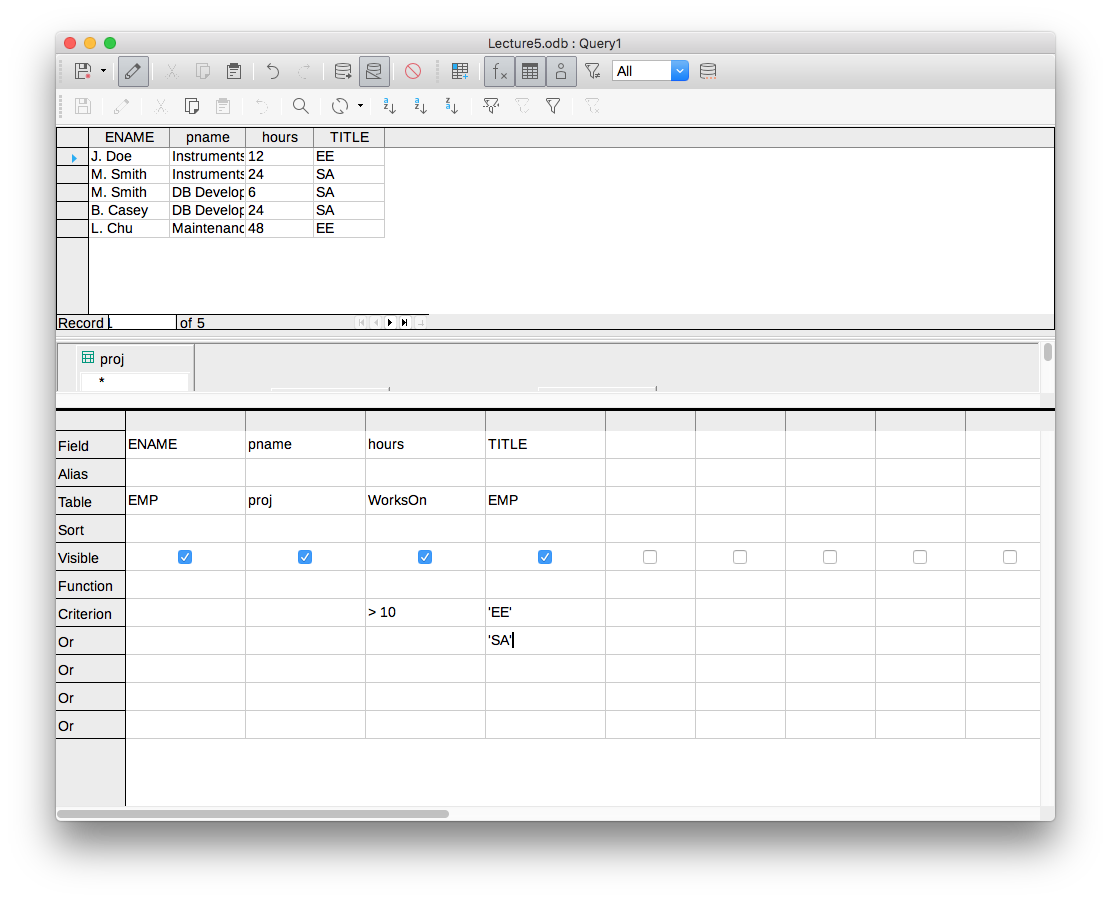 Lecture5.odb : Query1
All
ENAME pname hours TITLE
J. Doe Instruments 12 EE
M. Smith Instruments 24 SA
M. Smith DB Develop 6 SA
B. Casey DB Develop 24 SA
L. Chu Maintenanc 48 EE
Record 1 of 5
proj
*
Field ENAME pname hours TITLE
Alias
Table EMP proj WorksOn EMP
Sort
Visible
Function
Criterion > 10 'EE'
Or 'SA'
Or
Or
Or